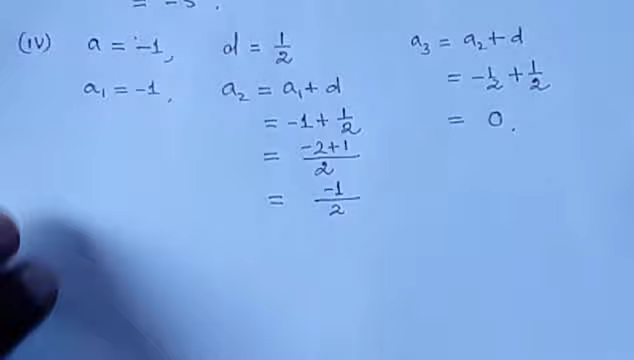 = -5.
(iv) a = -1, d = 1/2
a₁ = -1, a₂ = a₁ + d
= -1 + 1/2
= -2+1/2
= -1/2
a₃ = a₂ + d
= -1/2 + 1/2
= 0.